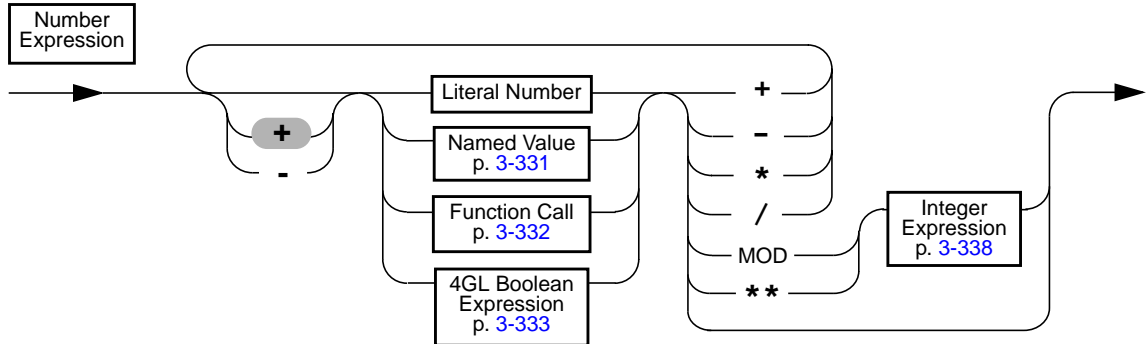 Number
Expression
+
-
Literal Number
Named Value
p. 3-331
Function Call
p. 3-332
4GL Boolean
Expression
p. 3-333
+
-
*
/
MOD
**
Integer
Expression
p. 3-338